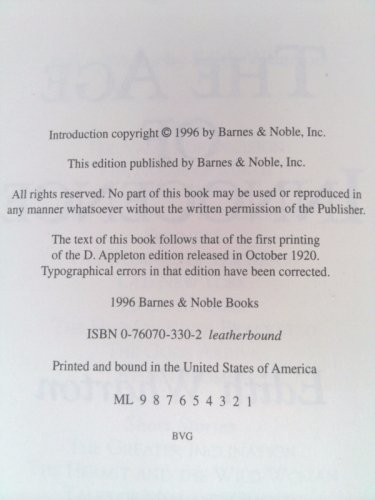 Introduction copyright © 1996 by Barnes & Noble, Inc.
This edition published by Barnes & Noble, Inc.
All rights reserved. No part of this book may be used or reproduced in
any manner whatsoever without the written permission of the Publisher.
The text of this book follows that of the first printing
of the D. Appleton edition released in October 1920.
Typographical errors in that edition have been corrected.
1996 Barnes & Noble Books
ISBN 0-76070-330-2 leatherbound
Printed and bound in the United States of America
ML 9 8 7 6 5 4 3 2 1
BVG